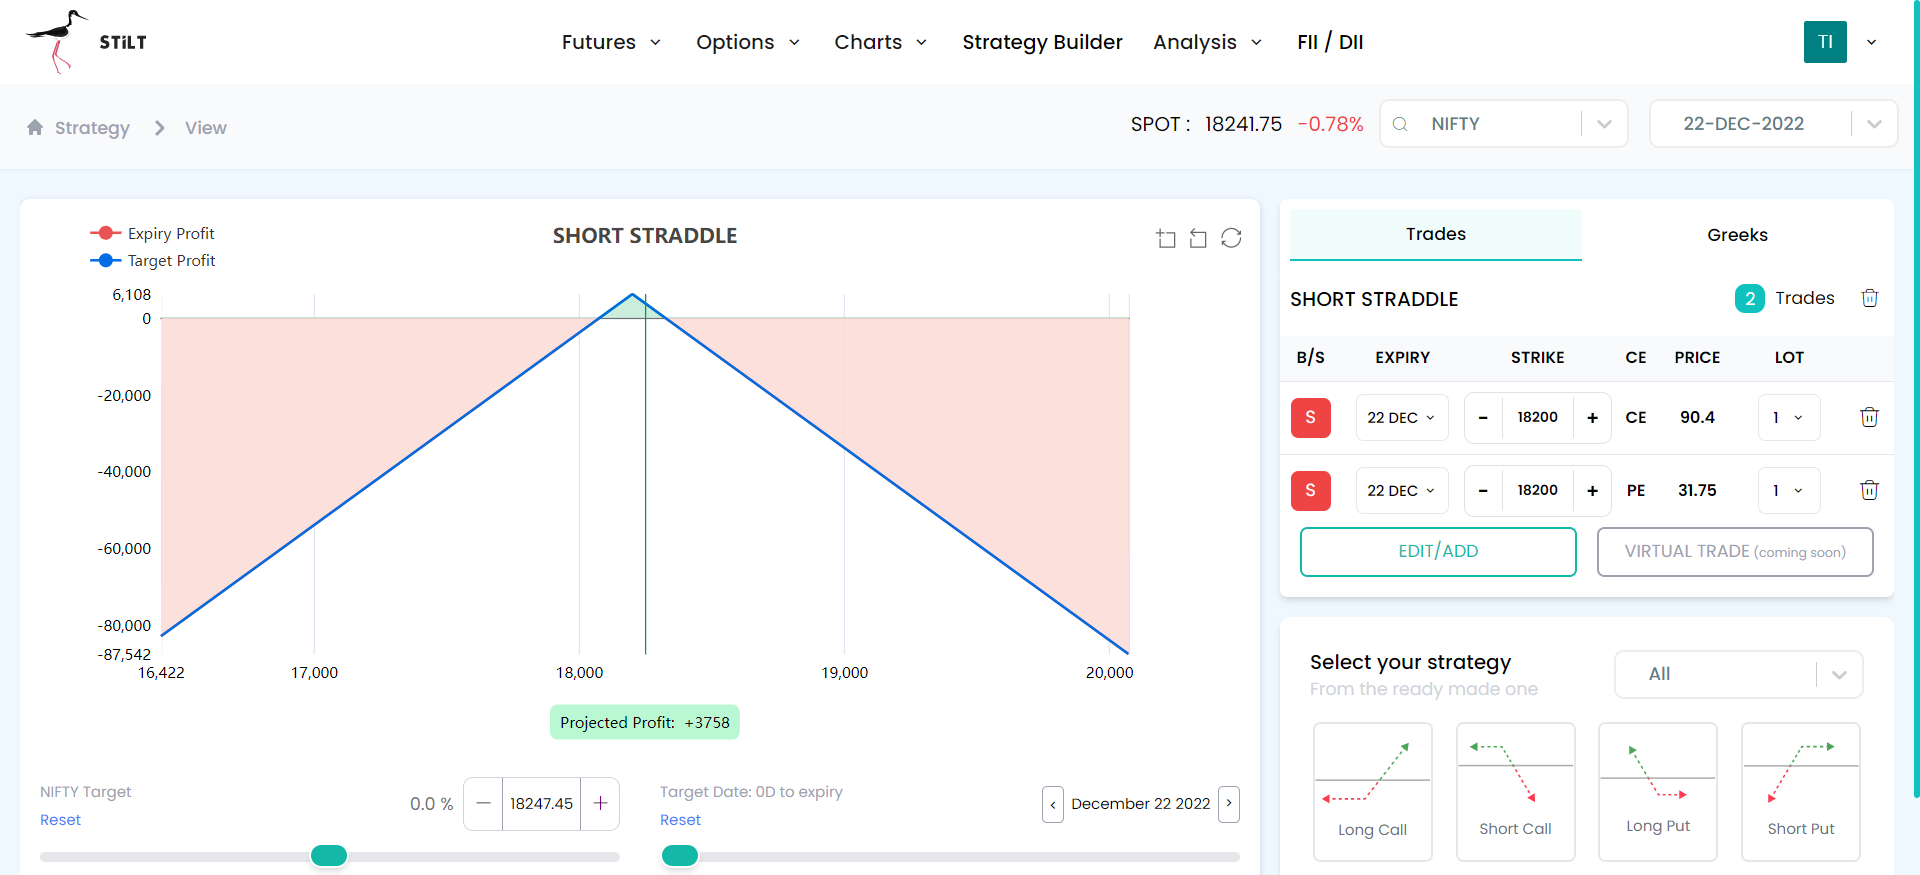 STiLT
Futures
Options
Charts
Strategy Builder
Analysis
FII / DII
TI
Strategy
View
SPOT : 18241.75 -0.78%
NIFTY
22-DEC-2022
Expiry Profit
Target Profit
SHORT STRADDLE
6,108
0
-20,000
-40,000
-60,000
-80,000
-87,542
16,422
17,000
18,000
19,000
20,000
Projected Profit: +3758
NIFTY Target
Reset
0.0 %
− 18247.45 +
Target Date: 0D to expiry
Reset
‹ December 22 2022 ›
Trades
Greeks
SHORT STRADDLE
2 Trades
B/S EXPIRY STRIKE CE PRICE LOT
S 22 DEC - 18200 + CE 90.4 1
S 22 DEC - 18200 + PE 31.75 1
EDIT/ADD
VIRTUAL TRADE (coming soon)
Select your strategy
From the ready made one
All
Long Call
Short Call
Long Put
Short Put